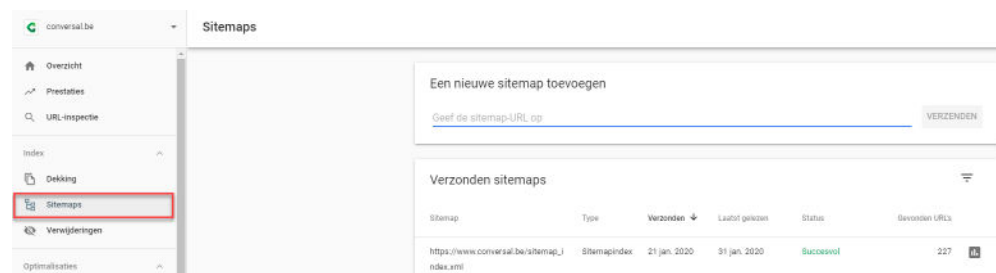 conversal.be
Sitemaps
Overzicht
Prestaties
URL-inspectie
Index
Dekking
Sitemaps
Verwijderingen
Optimalisaties
Een nieuwe sitemap toevoegen
Geef de sitemap-URL op
VERZENDEN
Verzonden sitemaps
Sitemap Type Verzonden Laatst gelezen Status Gevonden URL's
https://www.conversal.be/sitemap_i Sitemapindex 21 jan. 2020 31 jan. 2020 Succesvol 227
ndex.xml